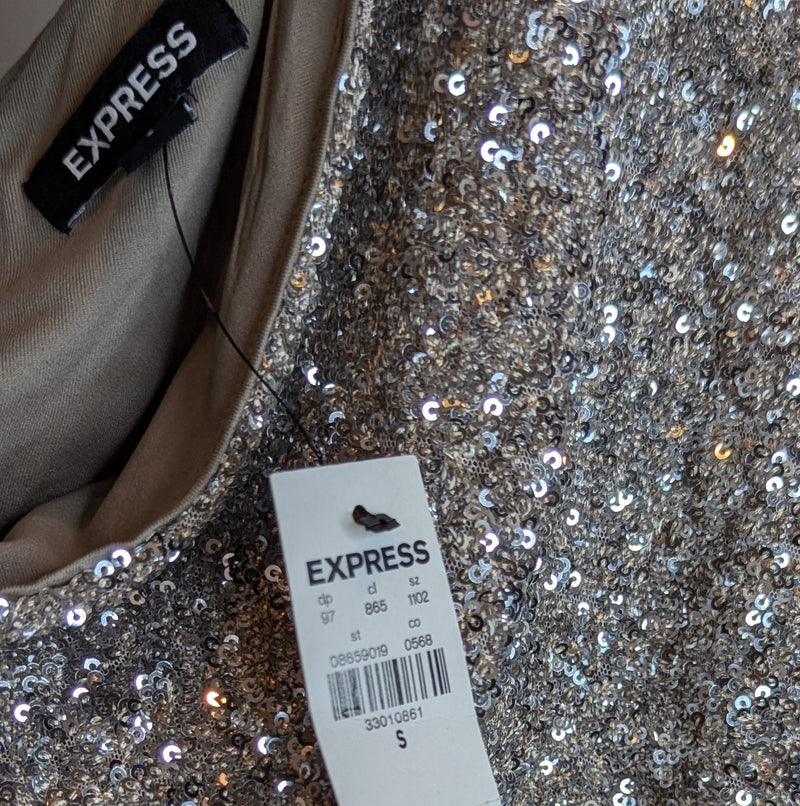 EXPRESS
EXPRESS
dp cl sz
97 865 1102
st co
08659019 0568
33010861
S